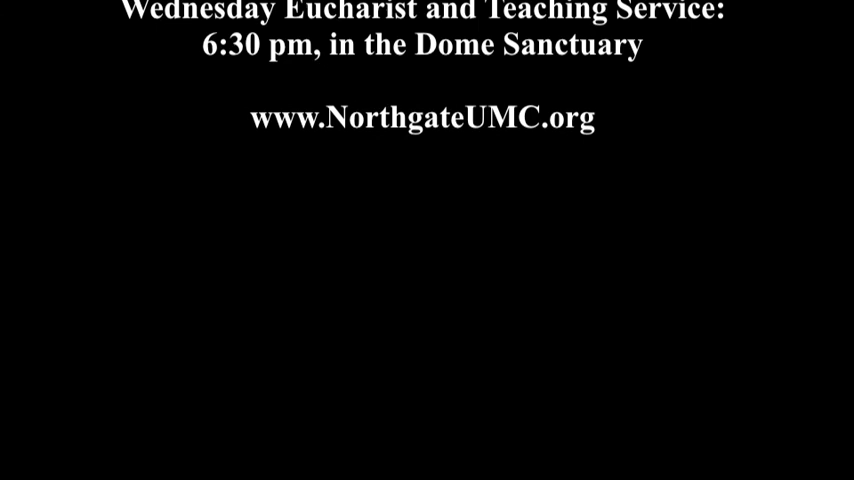 Wednesday Eucharist and Teaching Service:
6:30 pm, in the Dome Sanctuary
www.NorthgateUMC.org